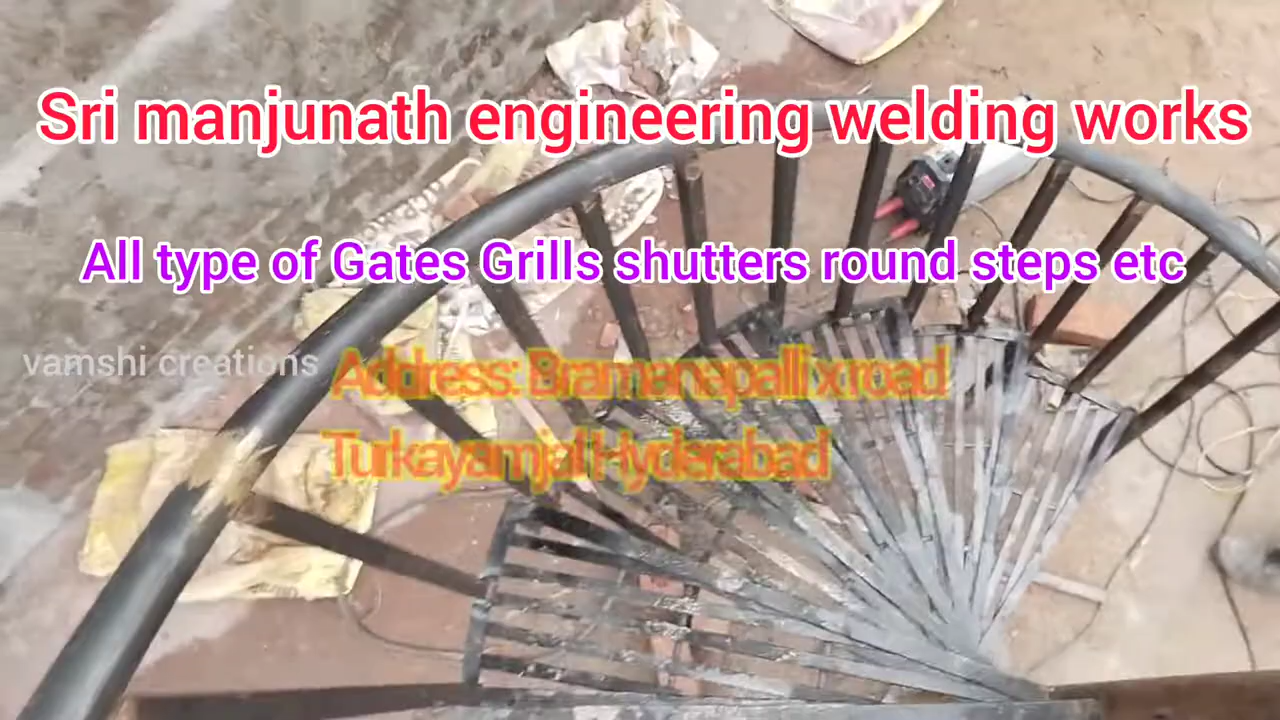 Sri manjunath engineering welding works
All type of Gates Grills shutters round steps etc
vamshi creations
Address: Bramanapalli x road
Turkayamjal Hyderabad